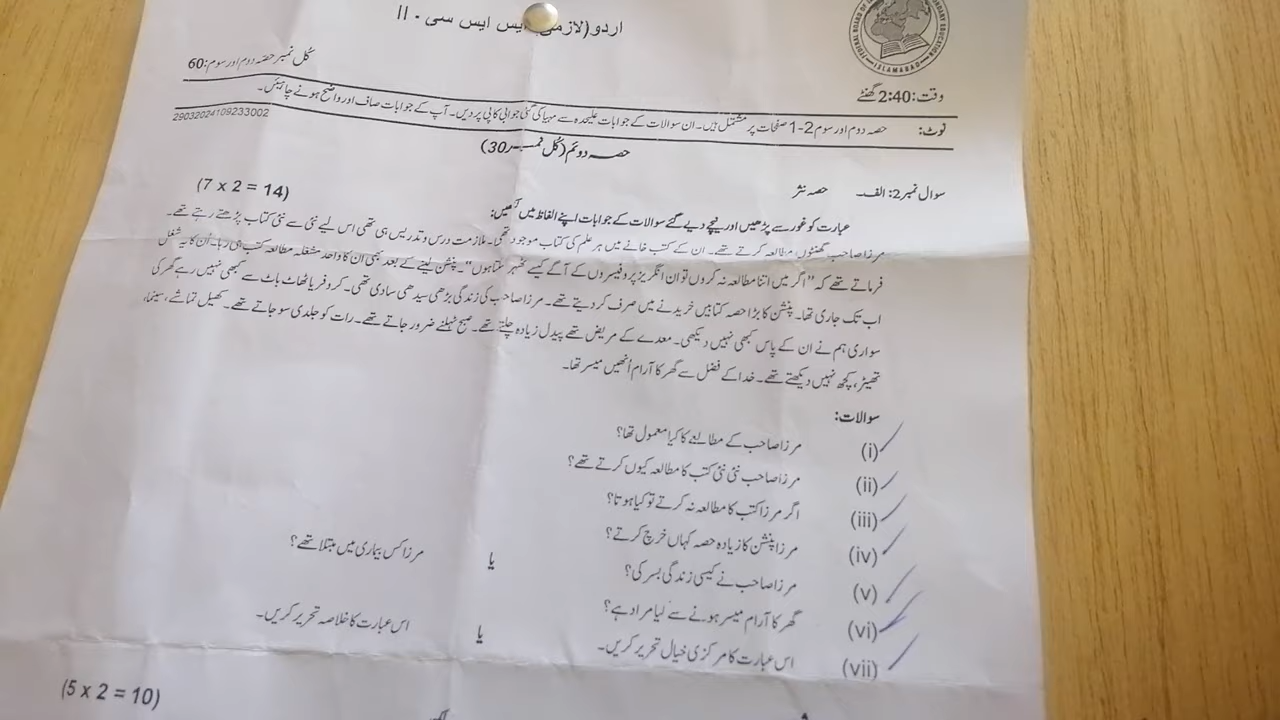 اردو(لازمی) ایس ایس سی - II
FEDERAL BOARD OF
ISLAMABAD
کُل نمبر حصہ دوم اور سوم: 60
وقت: 2:40 گھنٹے
نوٹ: حصہ دوم اور سوم 2-1 صفحات پر مشتمل ہیں۔ ان سوالات کے جوابات علیحدہ سے مہیا کی گئی جوابی کاپی پر دیں۔ آپ کے جوابات صاف اور واضح ہونے چاہئیں۔
29032024109233002
حصہ دوئم (کُل نمبر 30)
سوال نمبر 2: الف۔ حصہ نثر
(7 x 2 = 14)
عبارت کو غور سے پڑھیں اور نیچے دیے گئے سوالات کے جوابات اپنے الفاظ میں لکھیں:
مرزا صاحب گھنٹوں مطالعہ کرتے تھے۔ ان کے کتب خانے میں ہر علم کی کتاب موجود تھی۔ ملازمت درس و تدریس ہی تھی اس لیے نئی سے نئی کتاب پڑھتے رہتے تھے۔
فرماتے تھے کہ "اگر میں اتنا مطالعہ نہ کروں تو ان انگریز پروفیسروں کے آگے کیسے ٹھہر سکتا ہوں"۔ پنشن لینے کے بعد بھی ان کا واحد مشغلہ مطالعہ کتب ہی رہا۔ اُن کا یہ شغل
اب تک جاری تھا۔ پنشن کا بڑا حصہ کتابیں خریدنے میں صرف کر دیتے تھے۔ مرزا صاحب کی زندگی بڑھی سیدھی سادی تھی۔ کروفر یا ٹھاٹ باٹ سے کبھی نہیں رہے گھر کی
سواری ہم نے ان کے پاس کبھی نہیں دیکھی۔ معدے کے مریض تھے پیدل زیادہ چلتے تھے۔ صبح ٹہلنے ضرور جاتے تھے۔ رات کو جلدی سو جاتے تھے۔ کھیل تماشے، سینما،
تھیٹر، کچھ نہیں دیکھتے تھے۔ خدا کے فضل سے گھر کا آرام اُنھیں میسر تھا۔
سوالات:
(i) مرزا صاحب کے مطالعے کا کیا معمول تھا؟
(ii) مرزا صاحب نئی نئی کتب کا مطالعہ کیوں کرتے تھے؟
(iii) اگر مرزا کتب کا مطالعہ نہ کرتے تو کیا ہوتا؟
(iv) مرزا پنشن کا زیادہ حصہ کہاں خرچ کرتے؟
(v) مرزا صاحب نے کیسی زندگی بسر کی؟ یا مرزا کس بیماری میں مبتلا تھے؟
(vi) گھر کا آرام میسر ہونے سے کیا مراد ہے؟
(vii) اس عبارت کا مرکزی خیال تحریر کریں۔ یا اس عبارت کا خلاصہ تحریر کریں۔
(5 x 2 = 10)